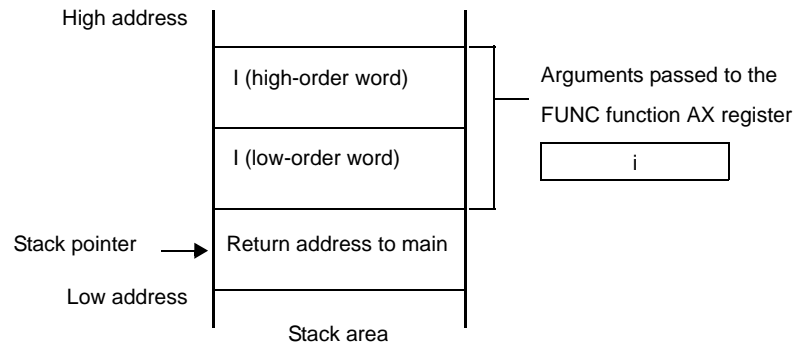 High address
I (high-order word)
Arguments passed to the
FUNC function AX register
I (low-order word)
i
Stack pointer
Return address to main
Low address
Stack area